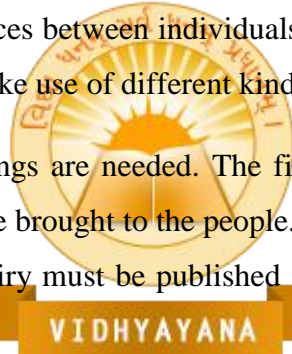 ces between individuals
ke use of different kind
ngs are needed. The fi
e brought to the people.
iry must be published
VIDHYAYANA